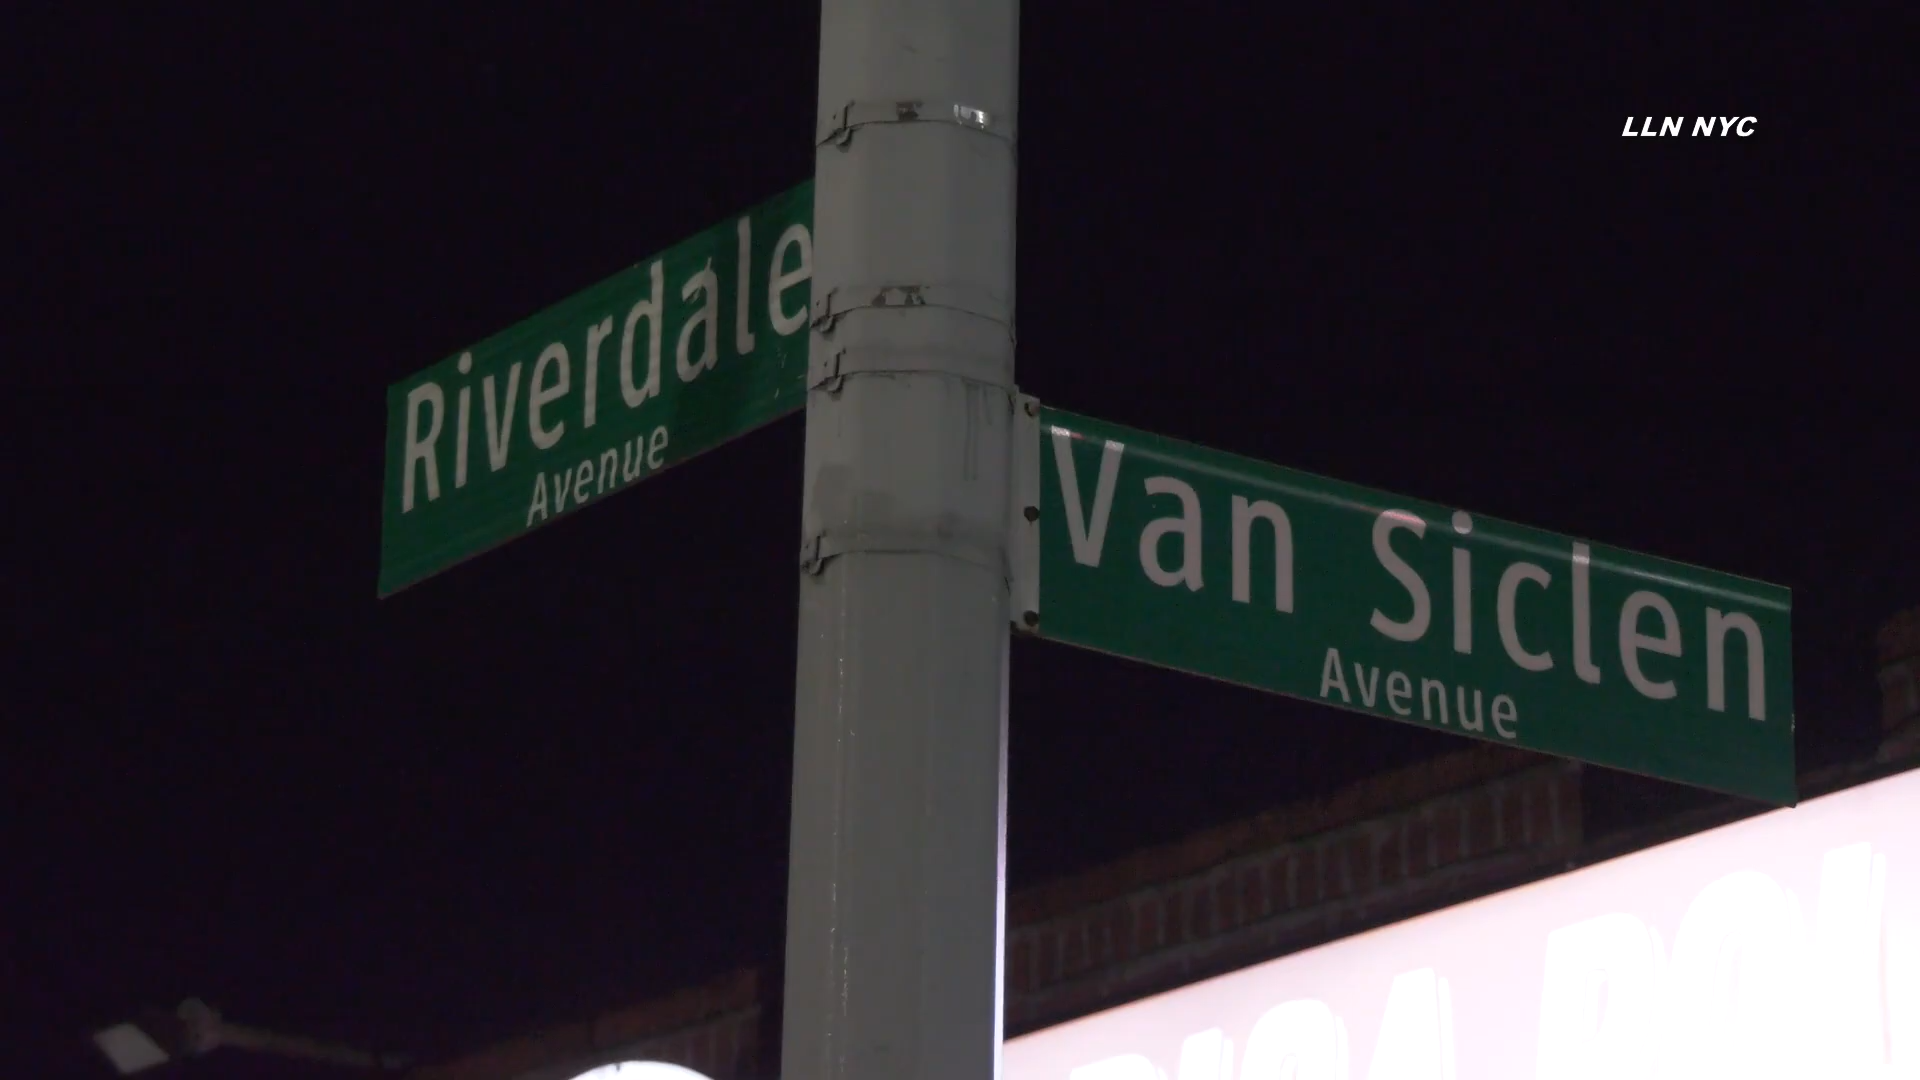 LLN NYC
Riverdale
Avenue
Van Siclen
Avenue